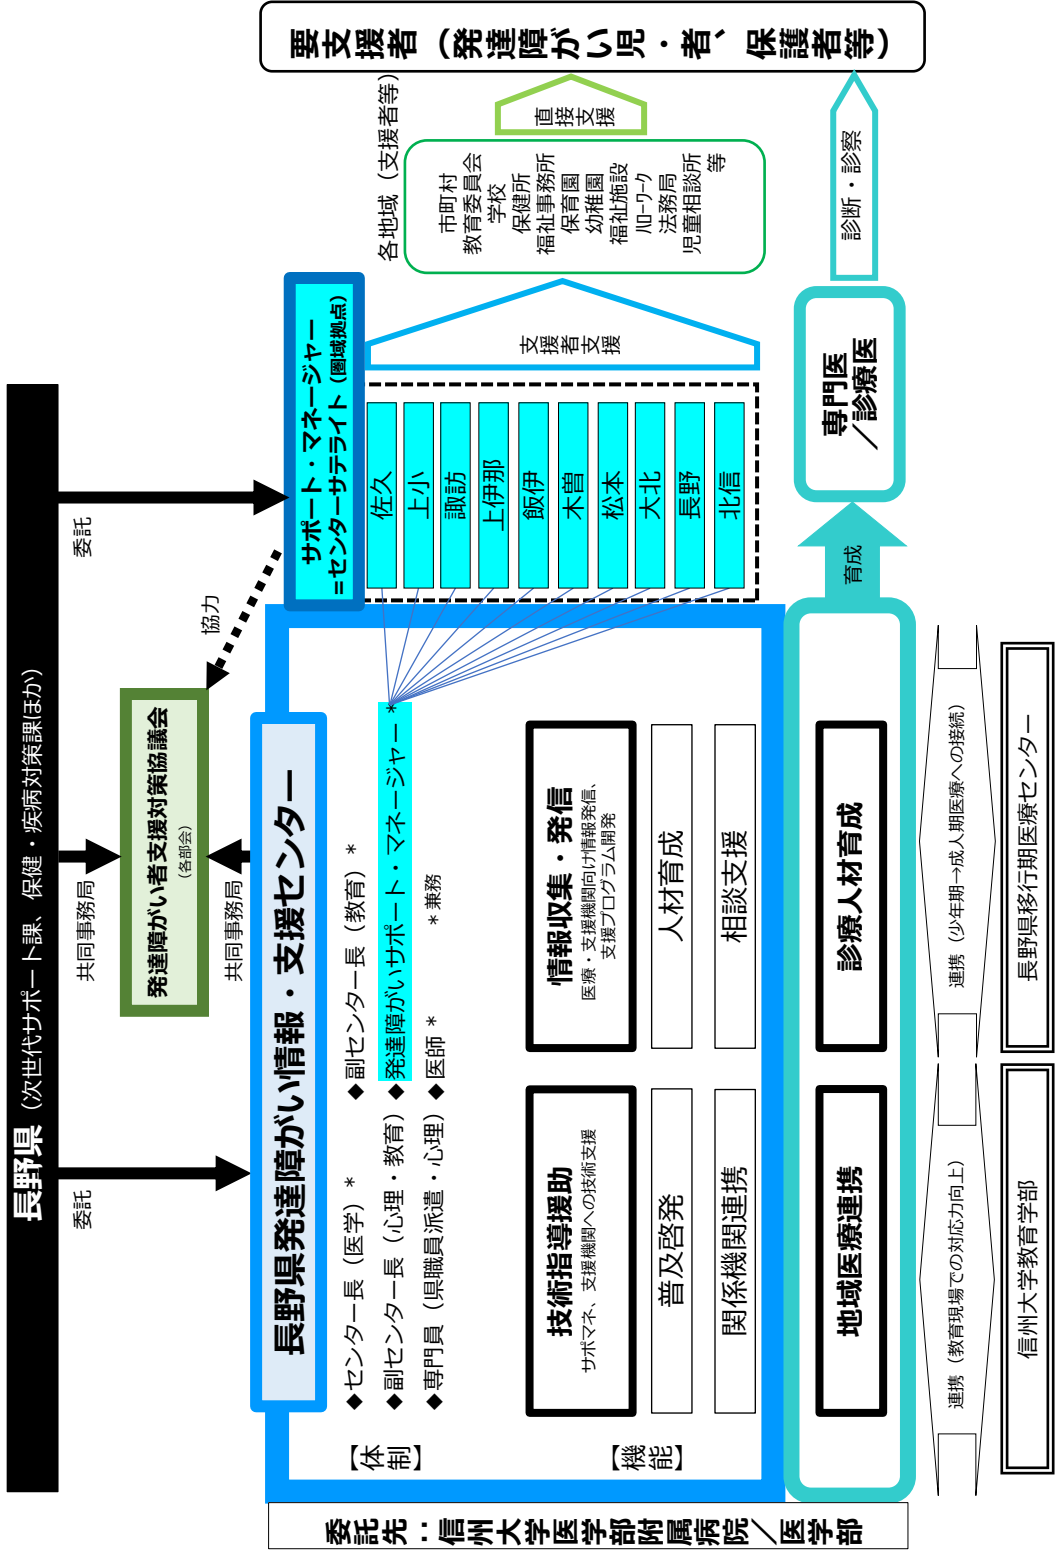 長野県（次世代サポート課、保健・疾病対策課ほか）
委託
共同事務局
委託
発達障がい者支援対策協議会
（各部会）
協力
共同事務局
長野県発達障がい情報・支援センター
【体制】
◆センター長（医学）*
◆副センター長（教育）*
◆副センター長（心理・教育）
◆発達障がいサポート・マネージャー*
◆専門員（県職員派遣・心理）
◆医師*
*兼務
【機能】
技術指導援助
サポマネ、支援機関への技術支援
情報収集・発信
医療・支援機関向け情報発信、
支援プログラム開発
普及啓発
人材育成
関係機関連携
相談支援
地域医療連携
診療人材育成
委託先：信州大学医学部附属病院／医学部
サポート・マネージャー
=センターサテライト（圏域拠点）
佐久
上小
諏訪
上伊那
飯伊
木曽
松本
大北
長野
北信
支援者支援
各地域（支援者等）
市町村
教育委員会
学校
保健所
福祉事務所
保育園
幼稚園
福祉施設
ﾊﾛｰﾜｰｸ
法務局
児童相談所
等
直接
支援
要支援者（発達障がい児・者、保護者等）
育成
専門医
／診療医
診断・診察
連携（教育現場での対応力向上）
連携（少年期→成人期医療への接続）
信州大学教育学部
長野県移行期医療センター